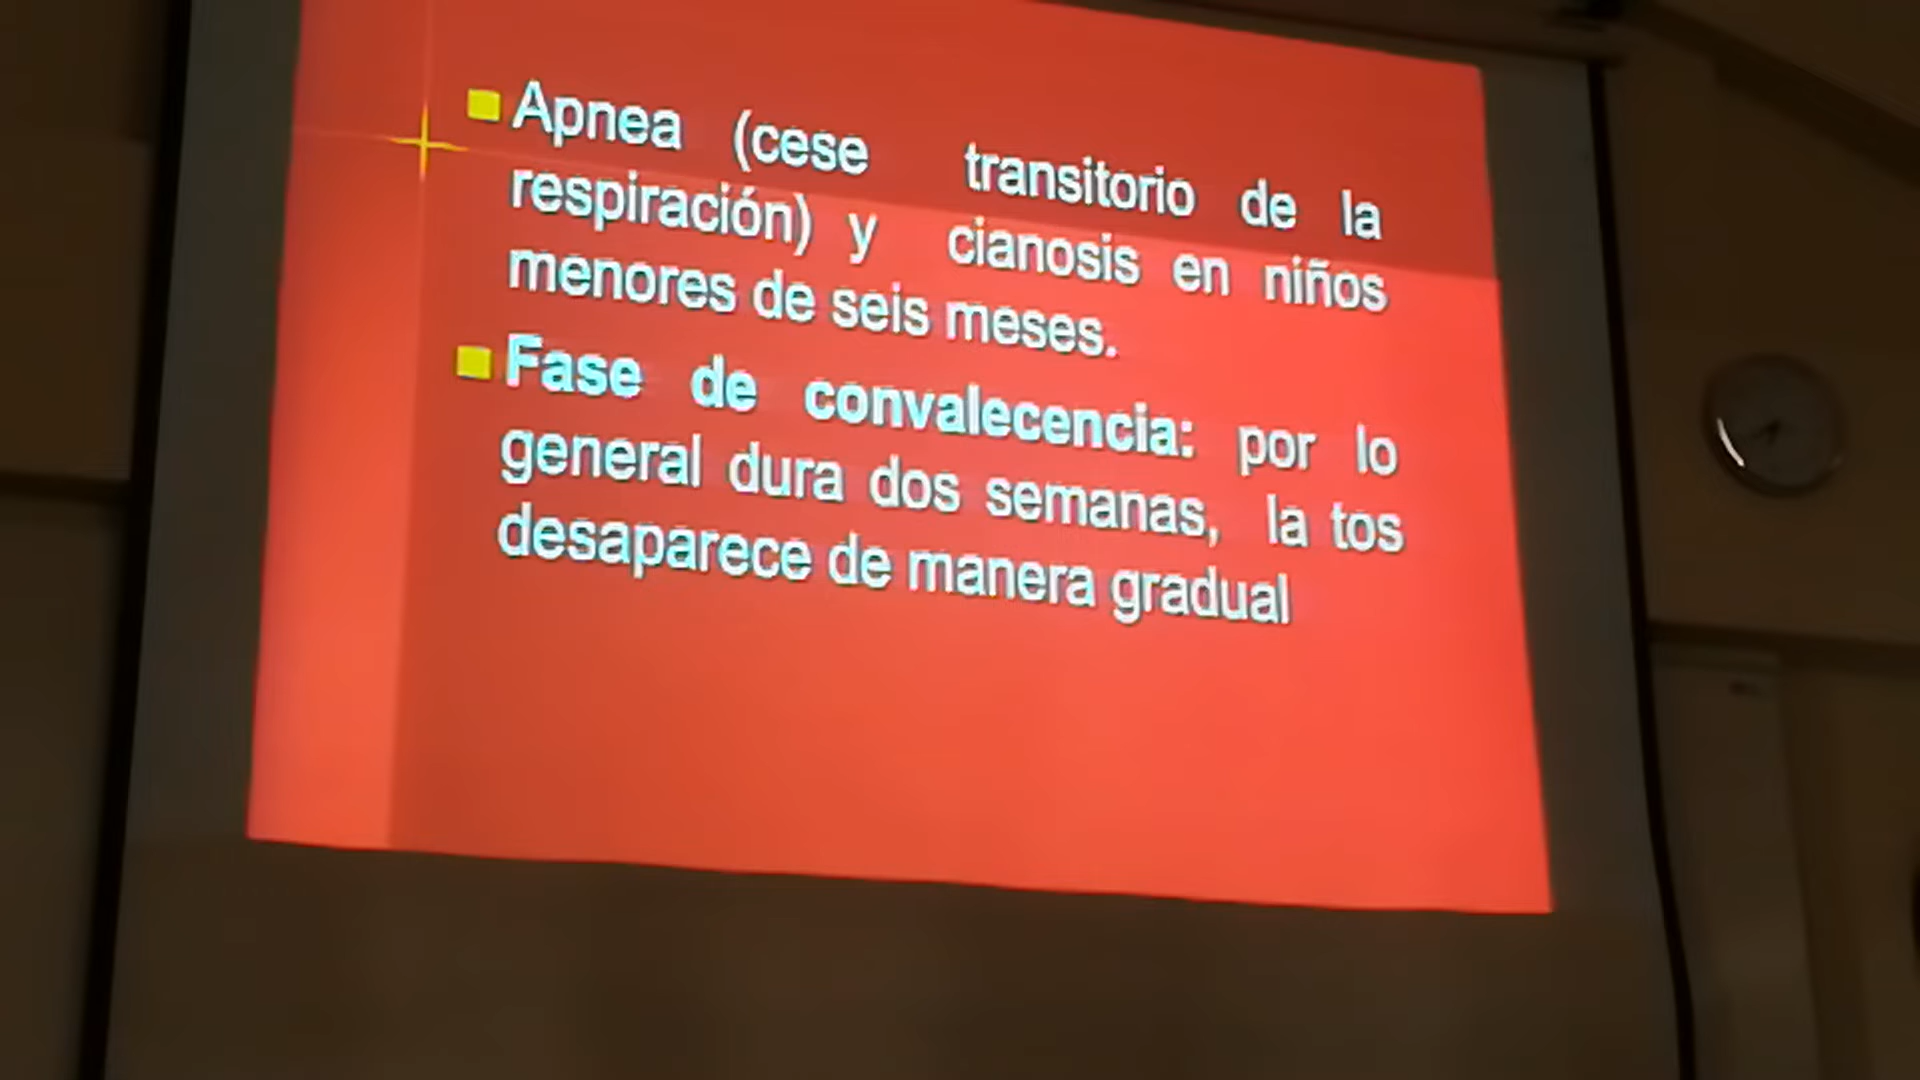 Apnea (cese transitorio de la
respiración) y cianosis en niños
menores de seis meses.
Fase de convalecencia: por lo
general dura dos semanas, la tos
desaparece de manera gradual